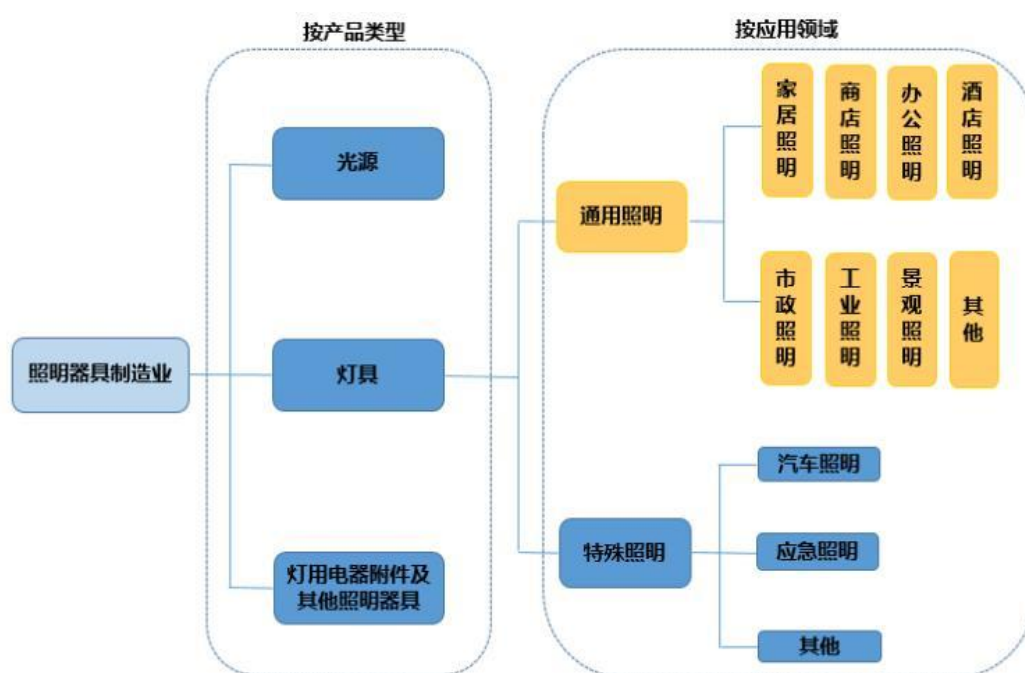 按产品类型
按应用领域
家居照明
商店照明
办公照明
酒店照明
光源
通用照明
市政照明
工业照明
景观照明
其他
照明器具制造业
灯具
汽车照明
特殊照明
应急照明
灯用电器附件及
其他照明器具
其他